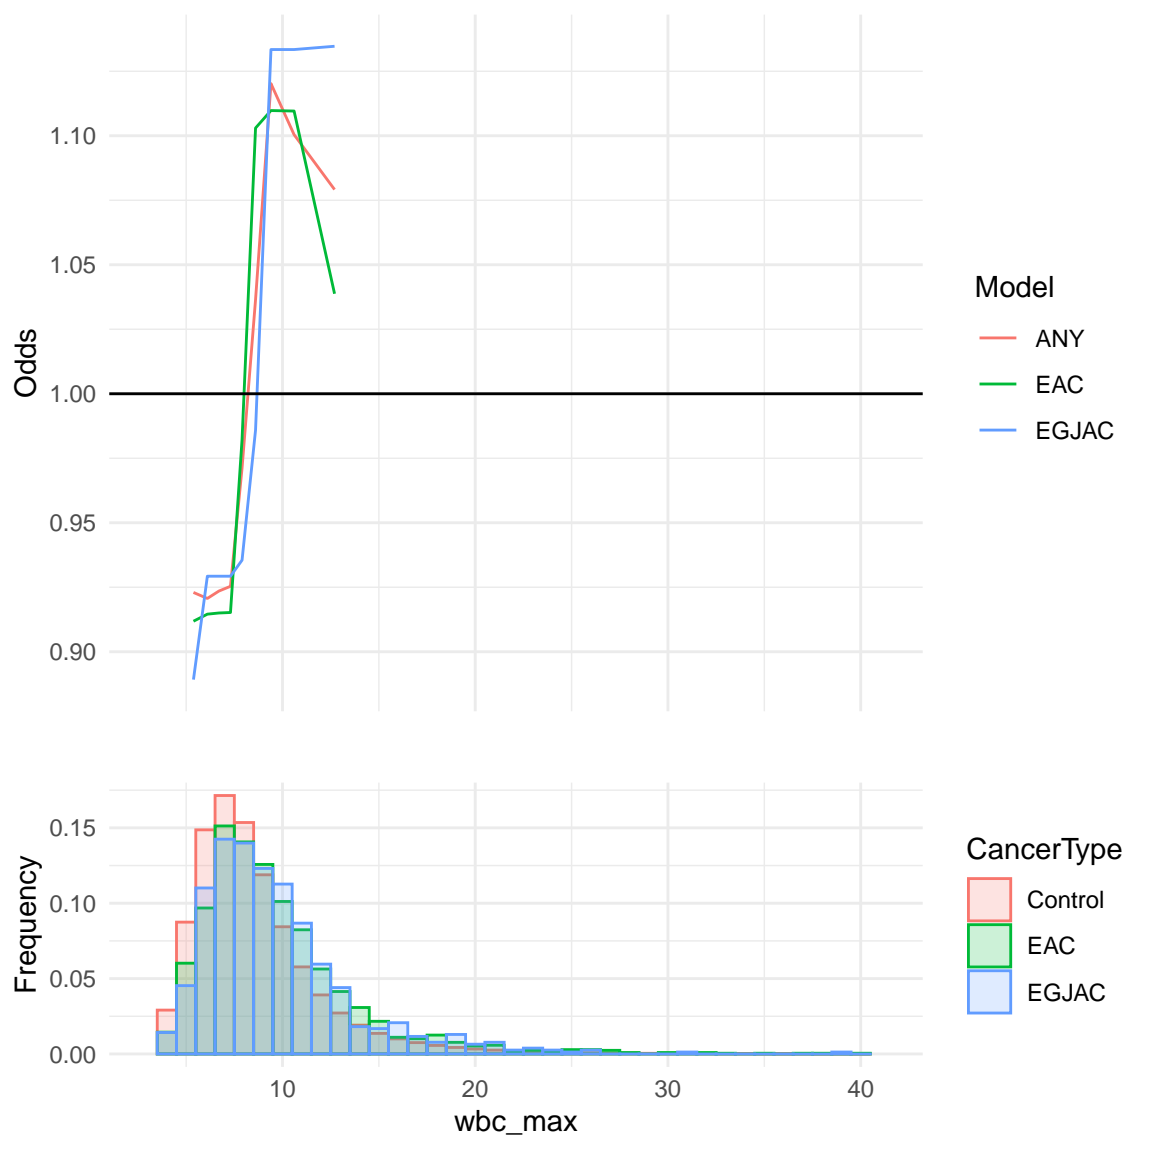 1.10
1.05
1.00
0.95
0.90
Odds
Model
ANY
EAC
EGJAC
0.15
0.10
0.05
0.00
Frequency
10 20 30 40
wbc_max
CancerType
Control
EAC
EGJAC